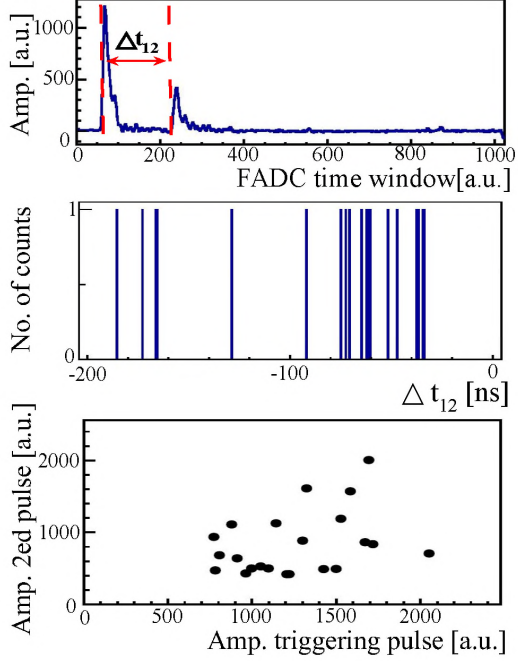 Amp. [a.u.]
1000
500
0
Δt12
0 200 400 600 800 1000
FADC time window[a.u.]
No. of counts
1
0
-200 -100 0
△ t12 [ns]
Amp. 2ed pulse [a.u.]
2000
1000
0
0 500 1000 1500 2000
Amp. triggering pulse [a.u.]